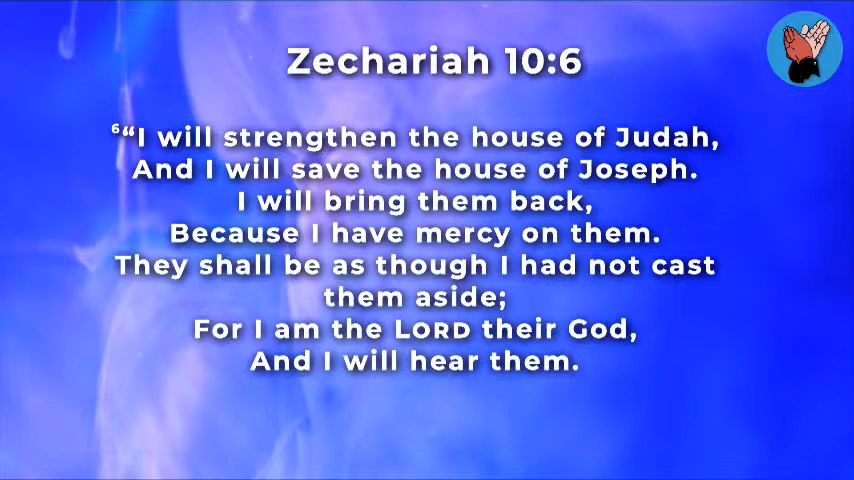 Zechariah 10:6
⁶“I will strengthen the house of Judah,
And I will save the house of Joseph.
I will bring them back,
Because I have mercy on them.
They shall be as though I had not cast
them aside;
For I am the LORD their God,
And I will hear them.